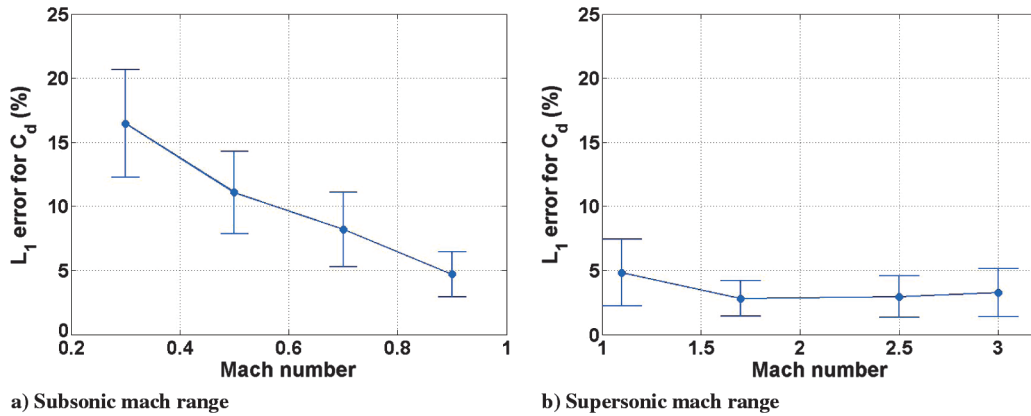 25
20
15
10
5
0
L1 error for Cd (%)
0.2 0.4 0.6 0.8 1
Mach number
a) Subsonic mach range
25
20
15
10
5
0
L1 error for Cd (%)
1 1.5 2 2.5 3
Mach number
b) Supersonic mach range